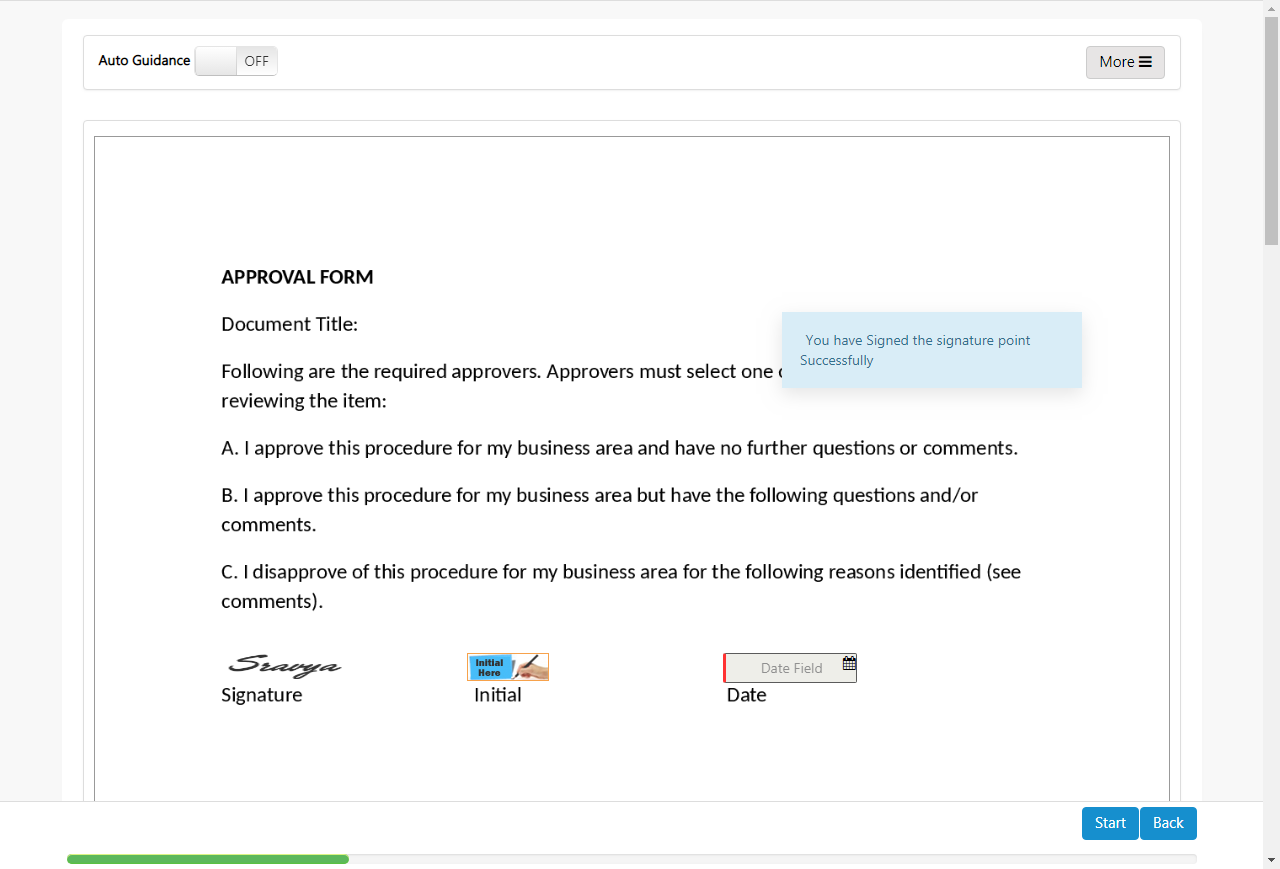 Auto Guidance OFF More
APPROVAL FORM
Document Title:
You have Signed the signature point
Successfully
Following are the required approvers. Approvers must select one
reviewing the item:
A. I approve this procedure for my business area and have no further questions or comments.
B. I approve this procedure for my business area but have the following questions and/or
comments.
C. I disapprove of this procedure for my business area for the following reasons identified (see
comments).
Sravya
Initial
Here
Date Field
Signature Initial Date
Start Back